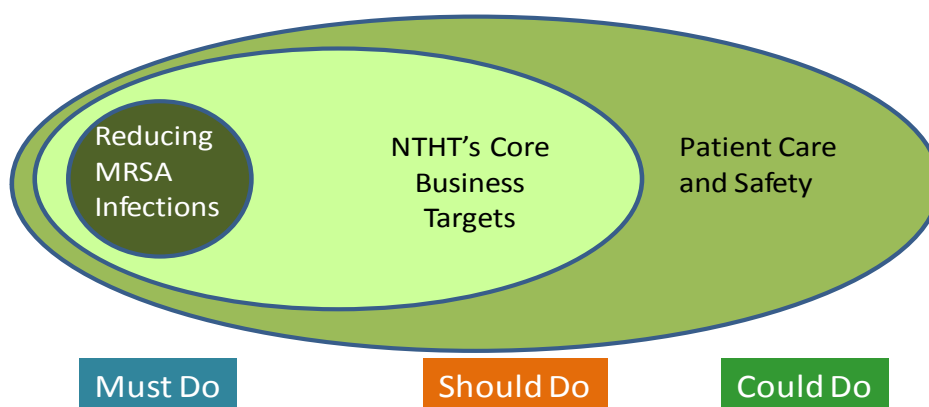 Reducing
MRSA
Infections
NTHT’s Core
Business
Targets
Patient Care
and Safety
Must Do
Should Do
Could Do